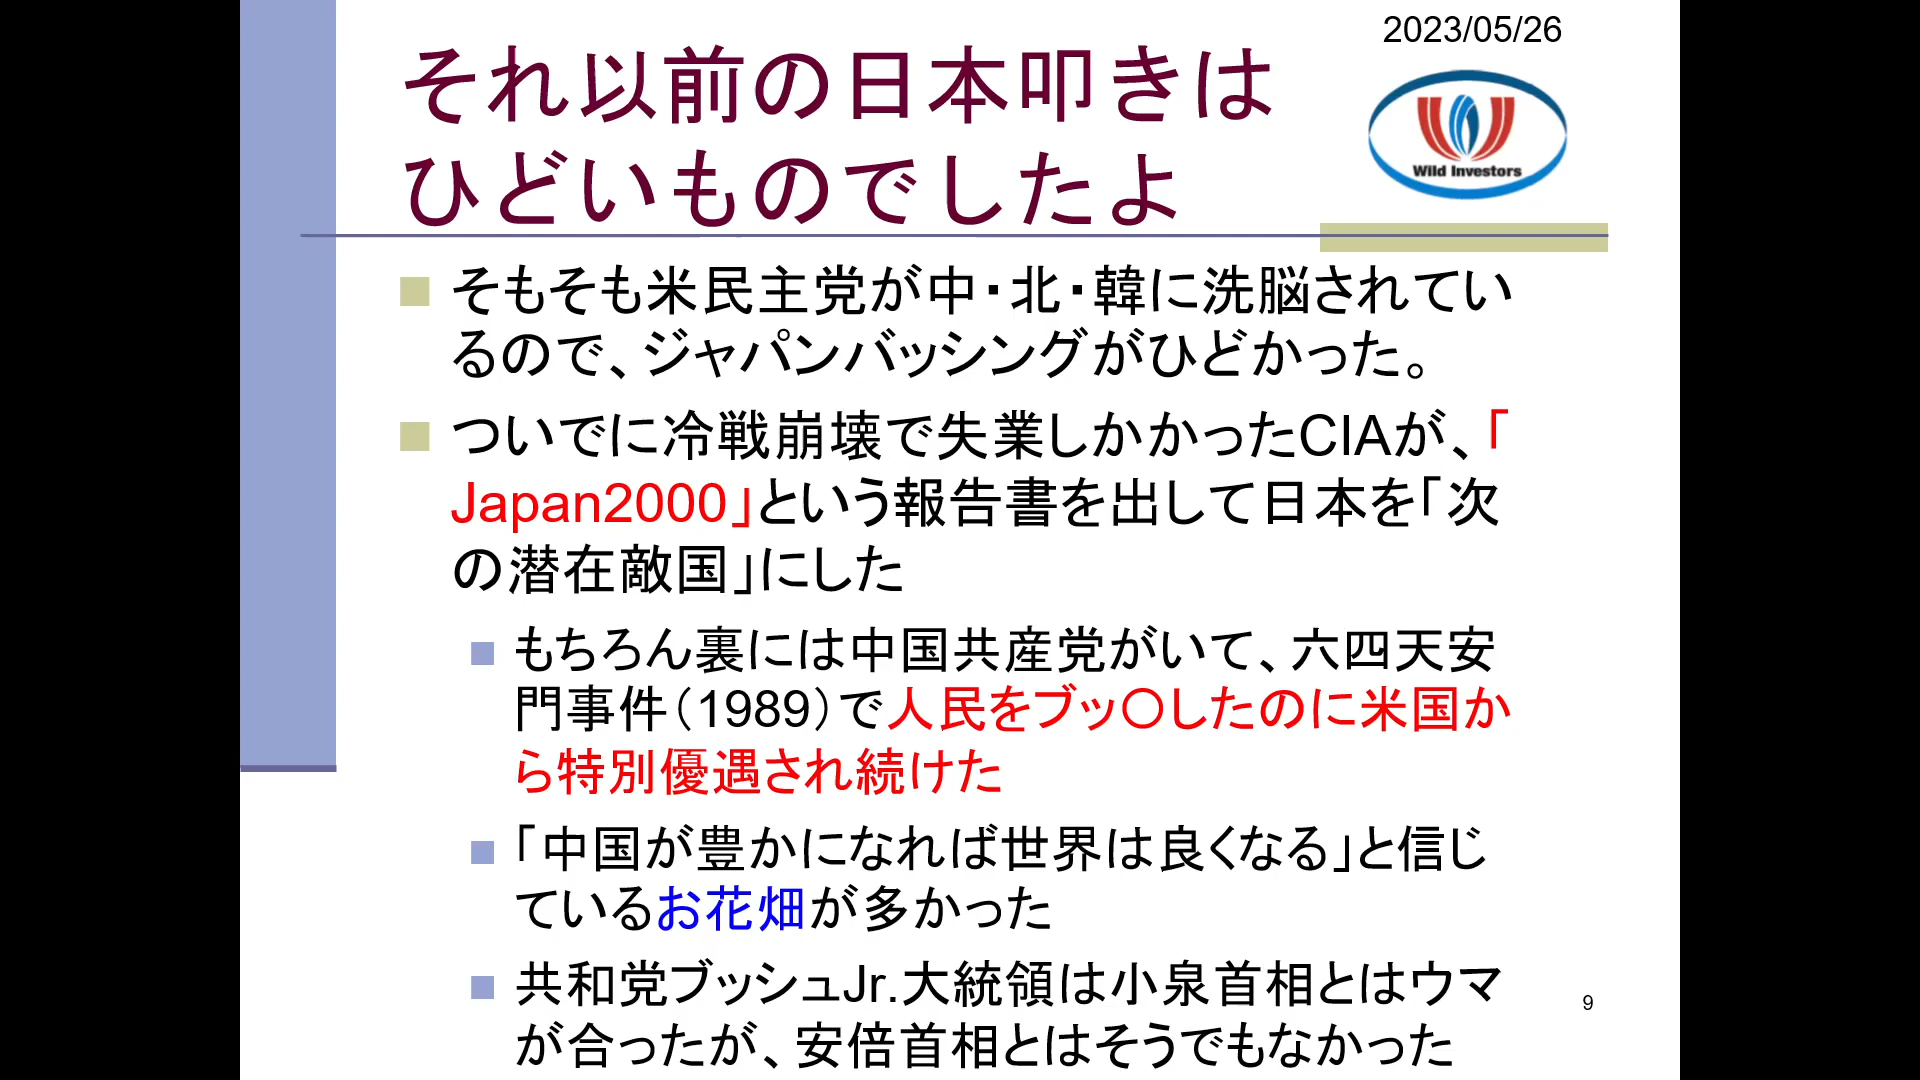 2023/05/26
それ以前の日本叩きは
ひどいものでしたよ
Wild Investors
そもそも米民主党が中・北・韓に洗脳されてい
るので、ジャパンバッシングがひどかった。
ついでに冷戦崩壊で失業しかかったCIAが、「
Japan2000」という報告書を出して日本を「次
の潜在敵国」にした
もちろん裏には中国共産党がいて、六四天安
門事件（1989）で人民をブッ〇したのに米国か
ら特別優遇され続けた
「中国が豊かになれば世界は良くなる」と信じ
ているお花畑が多かった
共和党ブッシュJr.大統領は小泉首相とはウマ
が合ったが、安倍首相とはそうでもなかった
9